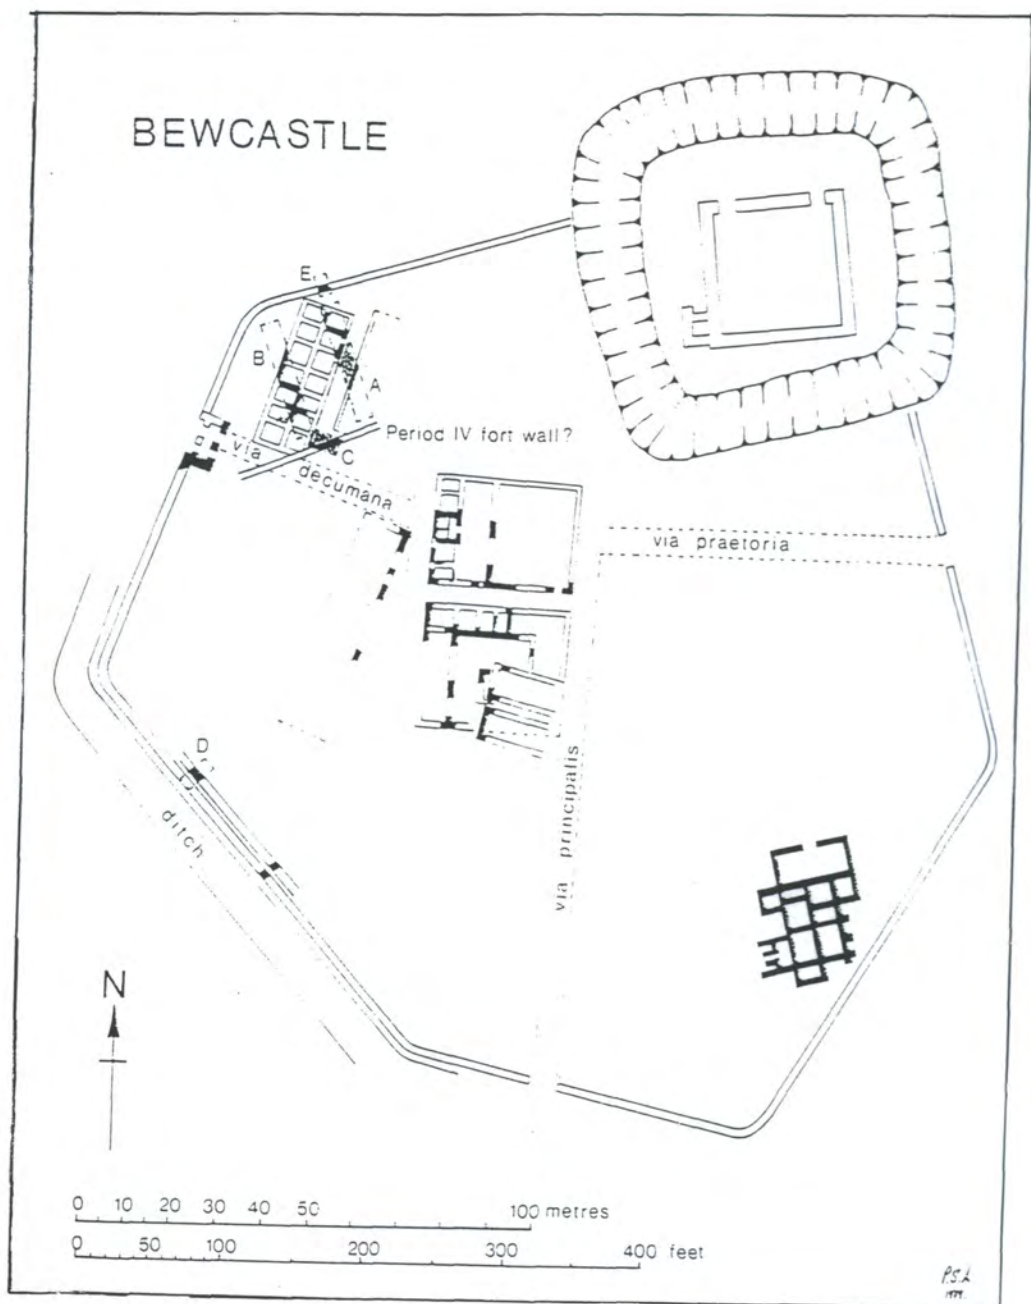 BEWCASTLE
E
B
A
Period IV fort wall?
C
via
decumana
via praetoria
via principalis
D
ditch
N
0 10 20 30 40 50 100 metres
0 50 100 200 300 400 feet
P.S.A